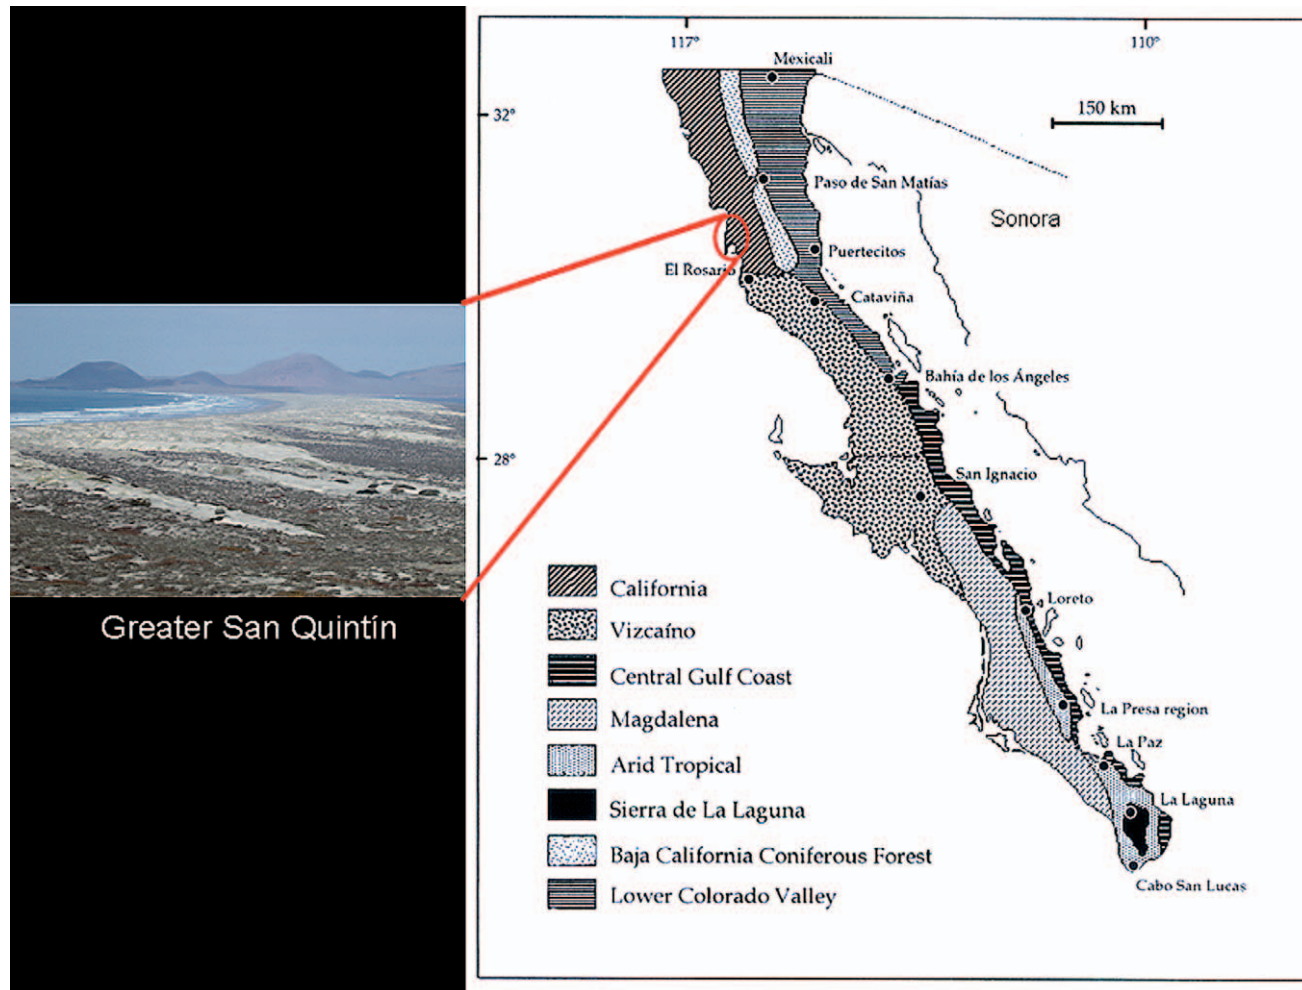 117°
110°
Mexicali
32°
150 km
Paso de San Matías
Sonora
Puertecitos
El Rosario
Cataviña
Bahía de los Ángeles
28°
San Ignacio
California
Loreto
Vizcaíno
Central Gulf Coast
Magdalena
La Presa region
La Paz
Arid Tropical
La Laguna
Sierra de La Laguna
Baja California Coniferous Forest
Cabo San Lucas
Lower Colorado Valley
Greater San Quintín